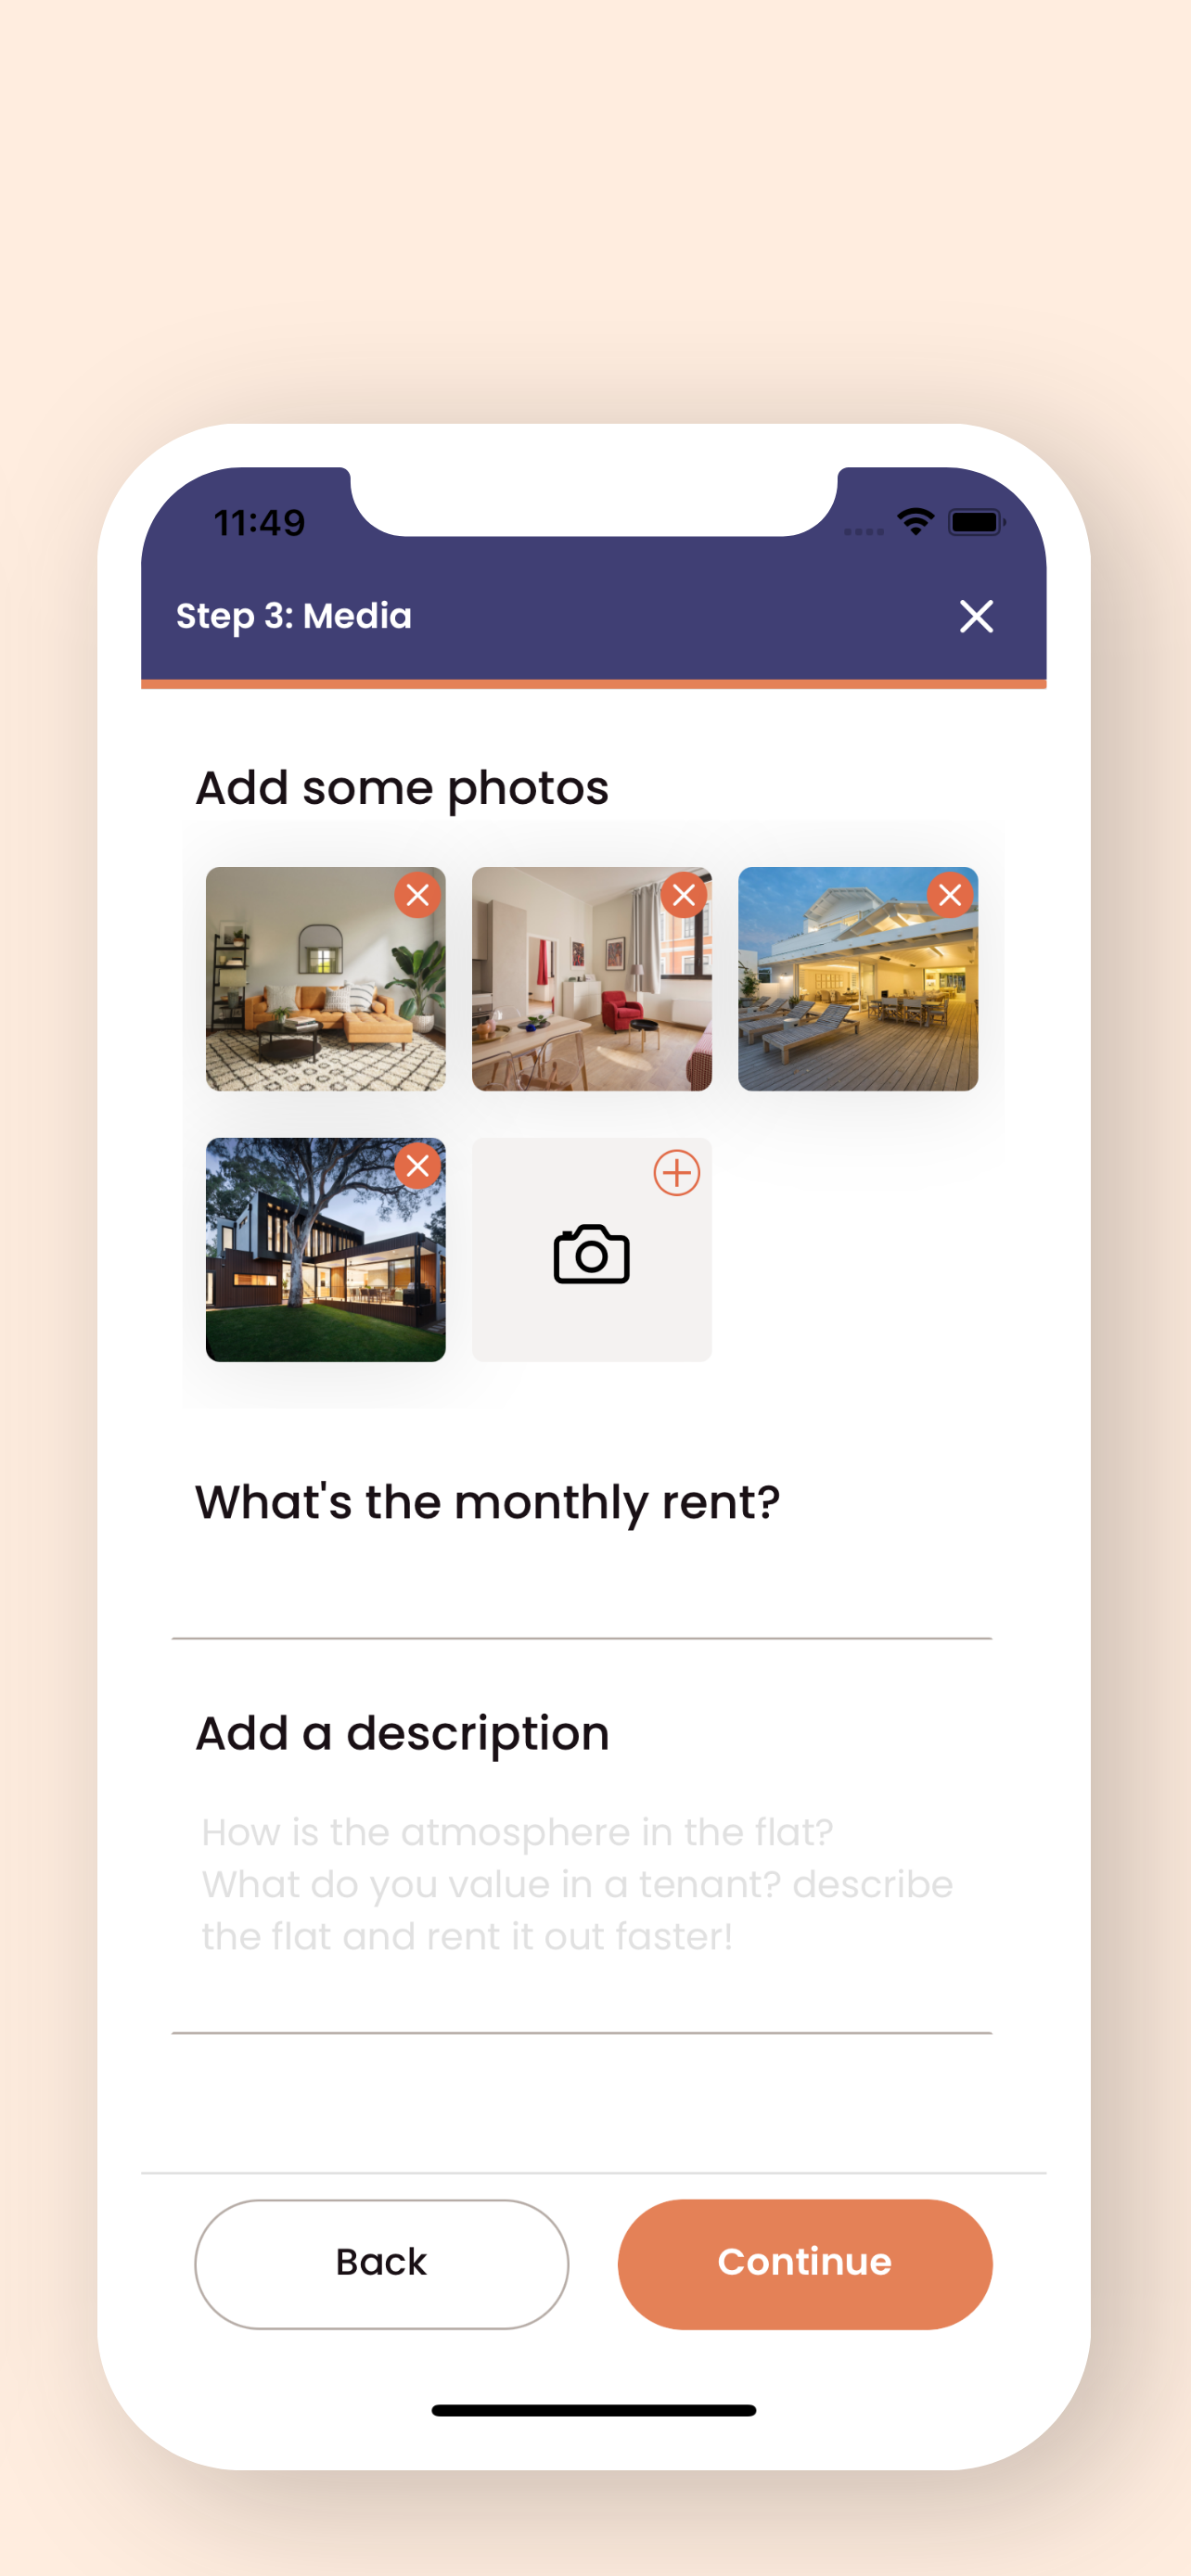 11:49
Step 3: Media
Add some photos
What's the monthly rent?
Add a description
How is the atmosphere in the flat?
What do you value in a tenant? describe
the flat and rent it out faster!
Back
Continue